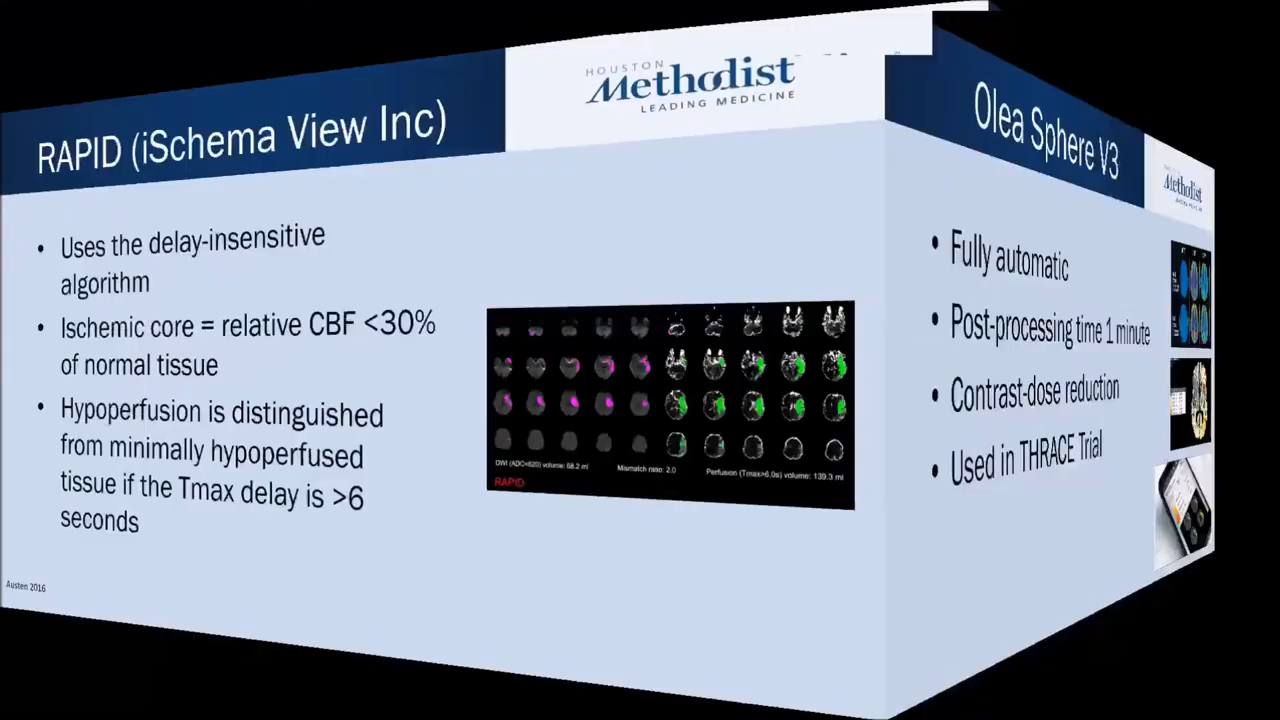 RAPID (iSchema View Inc)
HOUSTON
Methodist
LEADING MEDICINE
• Uses the delay-insensitive
algorithm
• Ischemic core = relative CBF <30%
of normal tissue
• Hypoperfusion is distinguished
from minimally hypoperfused
tissue if the Tmax delay is >6
seconds
DWI (ADC<620) volume: 68.2 ml
Mismatch ratio: 2.0
Perfusion (Tmax>6.0s) volume: 139.3 ml
RAPID
Austen 2016
Olea Sphere V3
Methodist
• Fully automatic
• Post-processing time 1 minute
• Contrast-dose reduction
• Used in THRACE Trial